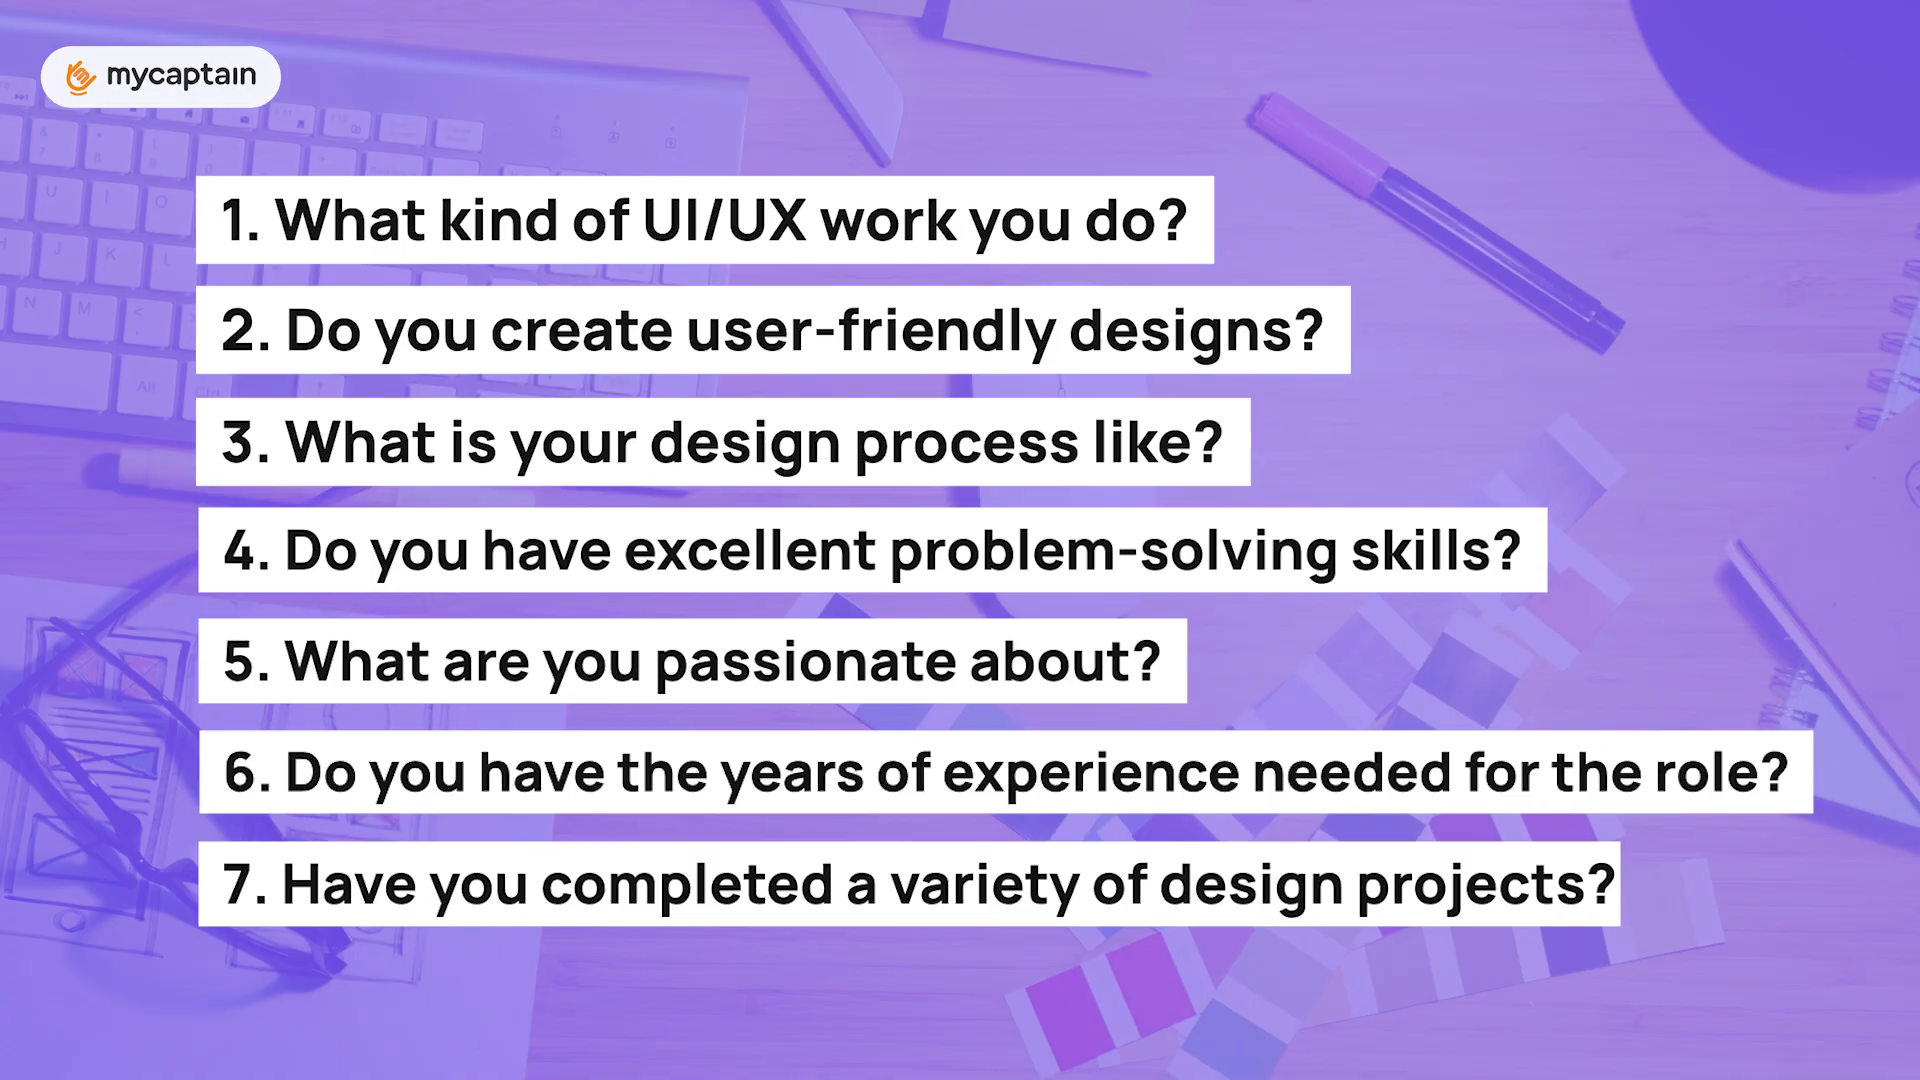 mycaptain
1. What kind of UI/UX work you do?
2. Do you create user-friendly designs?
3. What is your design process like?
4. Do you have excellent problem-solving skills?
5. What are you passionate about?
6. Do you have the years of experience needed for the role?
7. Have you completed a variety of design projects?